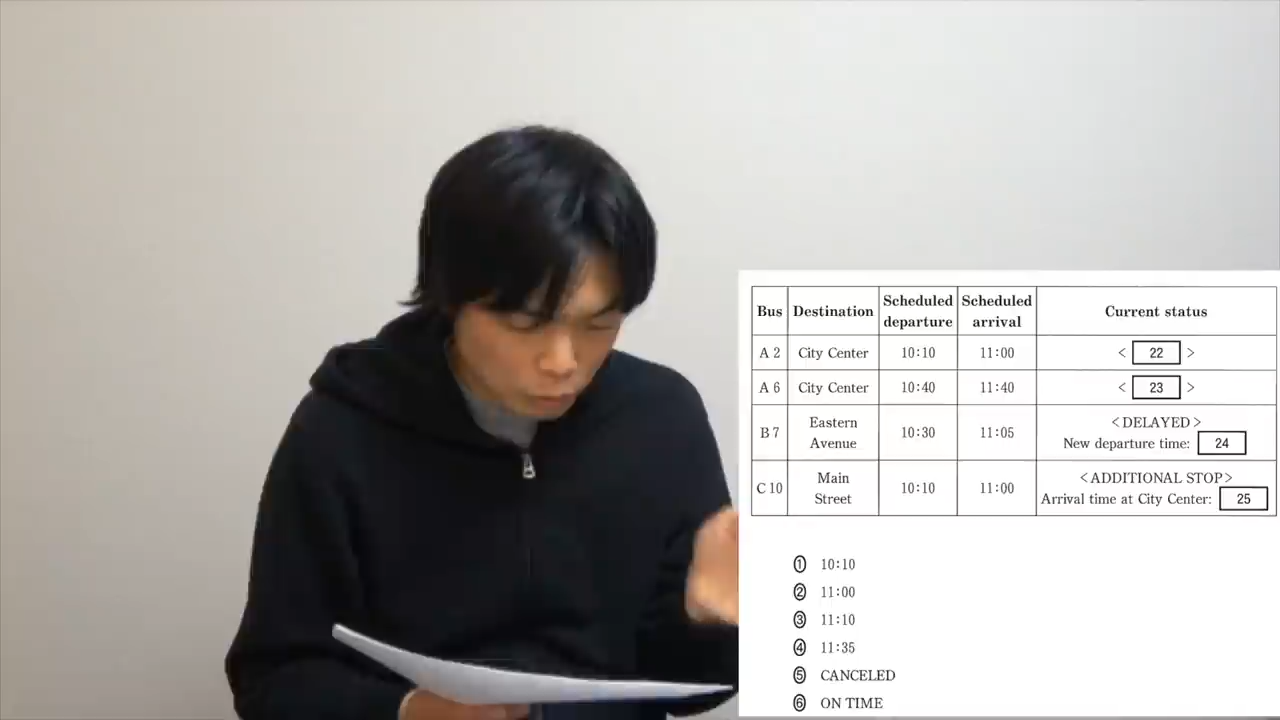 Bus Destination Scheduled departure Scheduled arrival Current status
A 2 City Center 10:10 11:00 < 22 >
A 6 City Center 10:40 11:40 < 23 >
B 7 Eastern Avenue 10:30 11:05 <DELAYED> New departure time: 24
C 10 Main Street 10:10 11:00 <ADDITIONAL STOP> Arrival time at City Center: 25
① 10:10
② 11:00
③ 11:10
④ 11:35
⑤ CANCELED
⑥ ON TIME